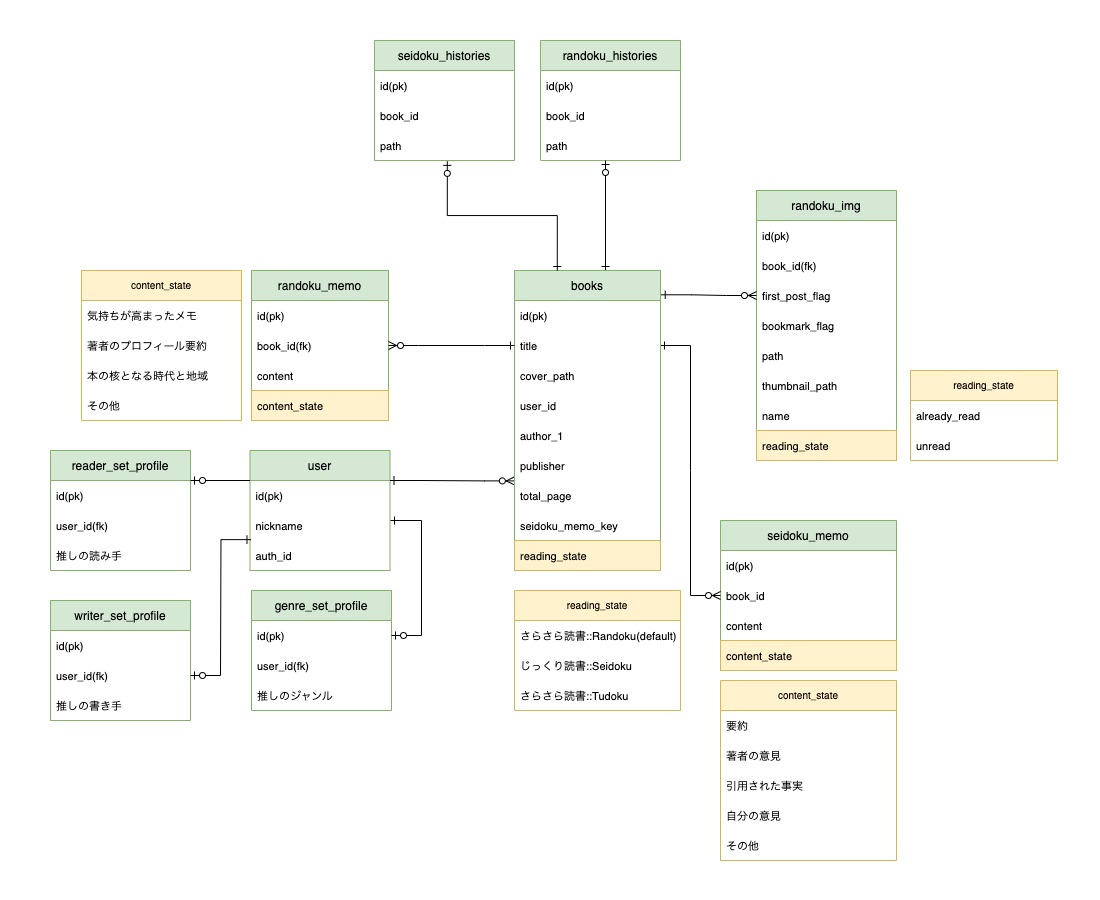 seidoku_histories
id(pk)
book_id
path
randoku_histories
id(pk)
book_id
path
randoku_img
id(pk)
book_id(fk)
first_post_flag
bookmark_flag
path
thumbnail_path
name
reading_state
reading_state
already_read
unread
content_state
気持ちが高まったメモ
著者のプロフィール要約
本の核となる時代と地域
その他
randoku_memo
id(pk)
book_id(fk)
content
content_state
books
id(pk)
title
cover_path
user_id
author_1
publisher
total_page
seidoku_memo_key
reading_state
reader_set_profile
id(pk)
user_id(fk)
推しの読み手
user
id(pk)
nickname
auth_id
writer_set_profile
id(pk)
user_id(fk)
推しの書き手
genre_set_profile
id(pk)
user_id(fk)
推しのジャンル
reading_state
さらさら読書::Randoku(default)
じっくり読書::Seidoku
さらさら読書::Tudoku
seidoku_memo
id(pk)
book_id
content
content_state
content_state
要約
著者の意見
引用された事実
自分の意見
その他